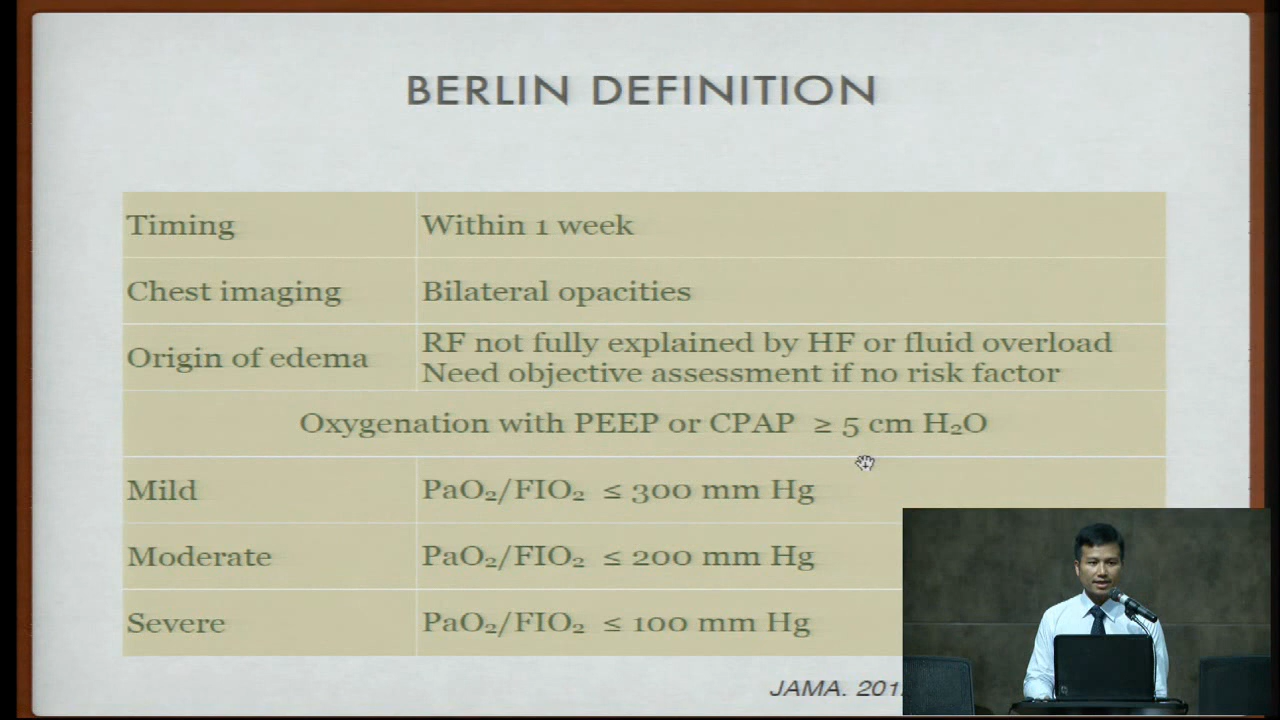 BERLIN DEFINITION
Timing Within 1 week
Chest imaging Bilateral opacities
Origin of edema RF not fully explained by HF or fluid overload
Need objective assessment if no risk factor
Oxygenation with PEEP or CPAP ≥ 5 cm H₂O
Mild PaO₂/FIO₂ ≤ 300 mm Hg
Moderate PaO₂/FIO₂ ≤ 200 mm Hg
Severe PaO₂/FIO₂ ≤ 100 mm Hg
JAMA.